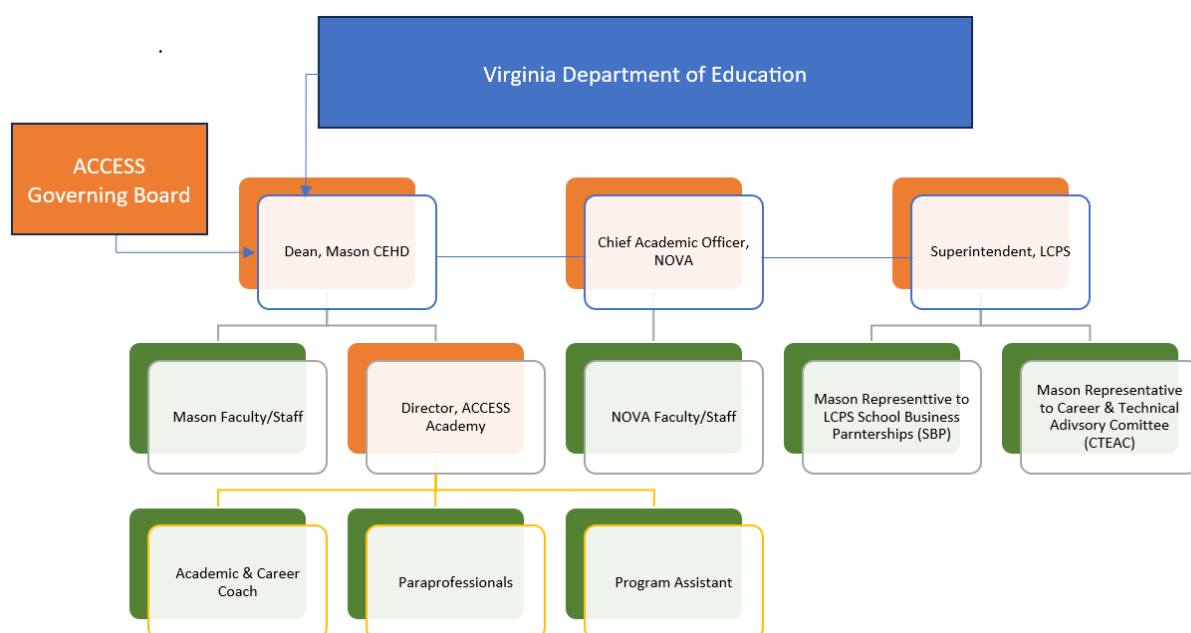 Virginia Department of Education
ACCESS
Governing Board
Dean, Mason CEHD
Chief Academic Officer,
NOVA
Superintendent, LCPS
Mason Faculty/Staff
Director, ACCESS
Academy
NOVA Faculty/Staff
Mason Representtive to
LCPS School Business
Parnterships (SBP)
Mason Representative
to Career & Technical
Adivsory Comittee
(CTEAC)
Academic & Career
Coach
Paraprofessionals
Program Assistant